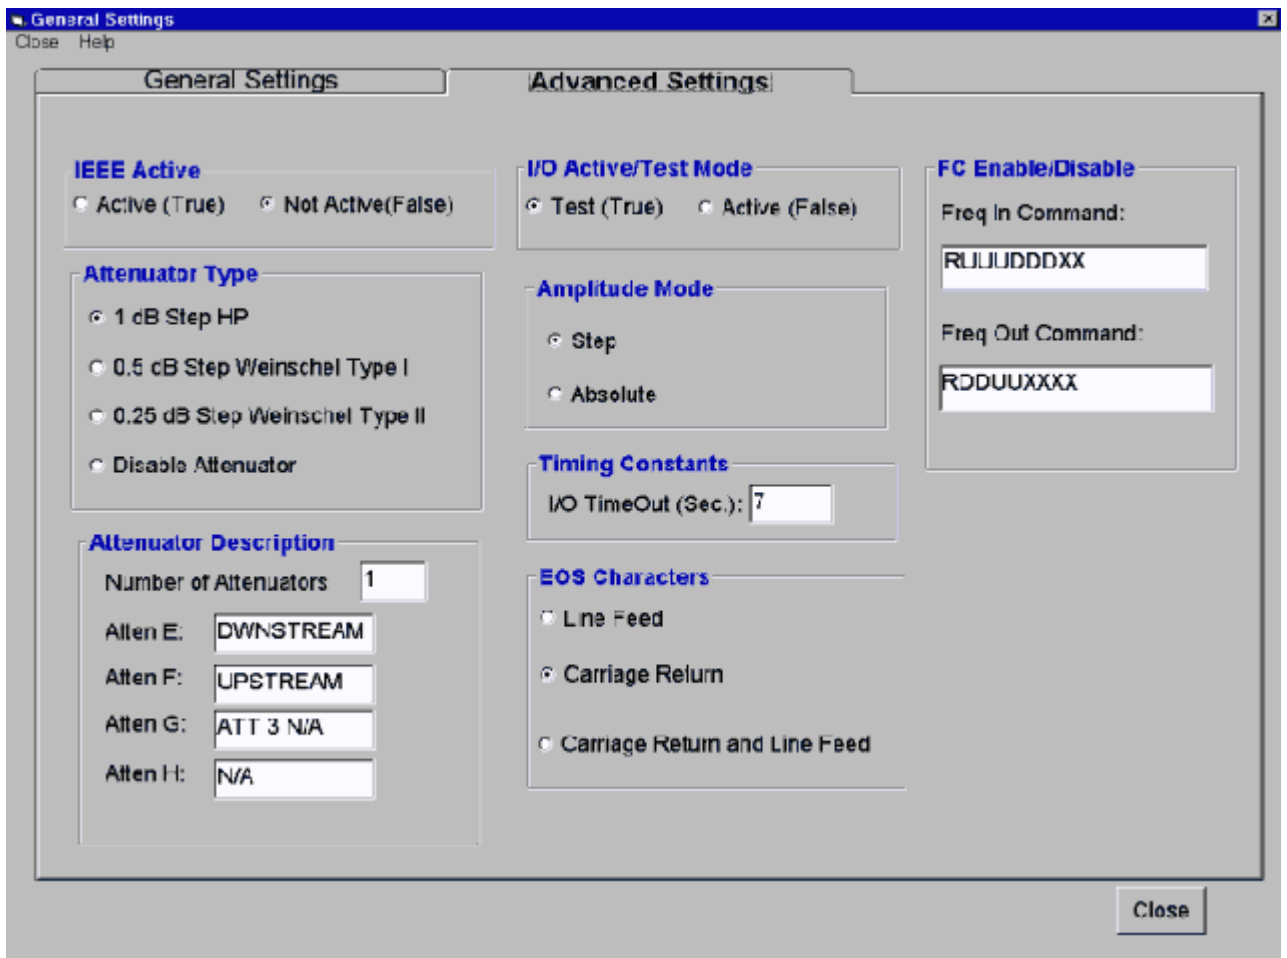 General Settings
Close Help
General Settings
Advanced Settings
IEEE Active
Active (True) Not Active(False)
Attenuator Type
1 dB Step HP
0.5 dB Step Weinschel Type I
0.25 dB Step Weinschel Type II
Disable Attenuator
Attenuator Description
Number of Attenuators 1
Atten E: DWNSTREAM
Atten F: UPSTREAM
Atten G: ATT 3 N/A
Atten H: N/A
I/O Active/Test Mode
Test (True) Active (False)
Amplitude Mode
Step
Absolute
Timing Constants
I/O TimeOut (Sec.): 7
EOS Characters
Line Feed
Carriage Return
Carriage Return and Line Feed
FC Enable/Disable
Freq In Command:
RUUUDDDXX
Freq Out Command:
RDDUUXXXX
Close